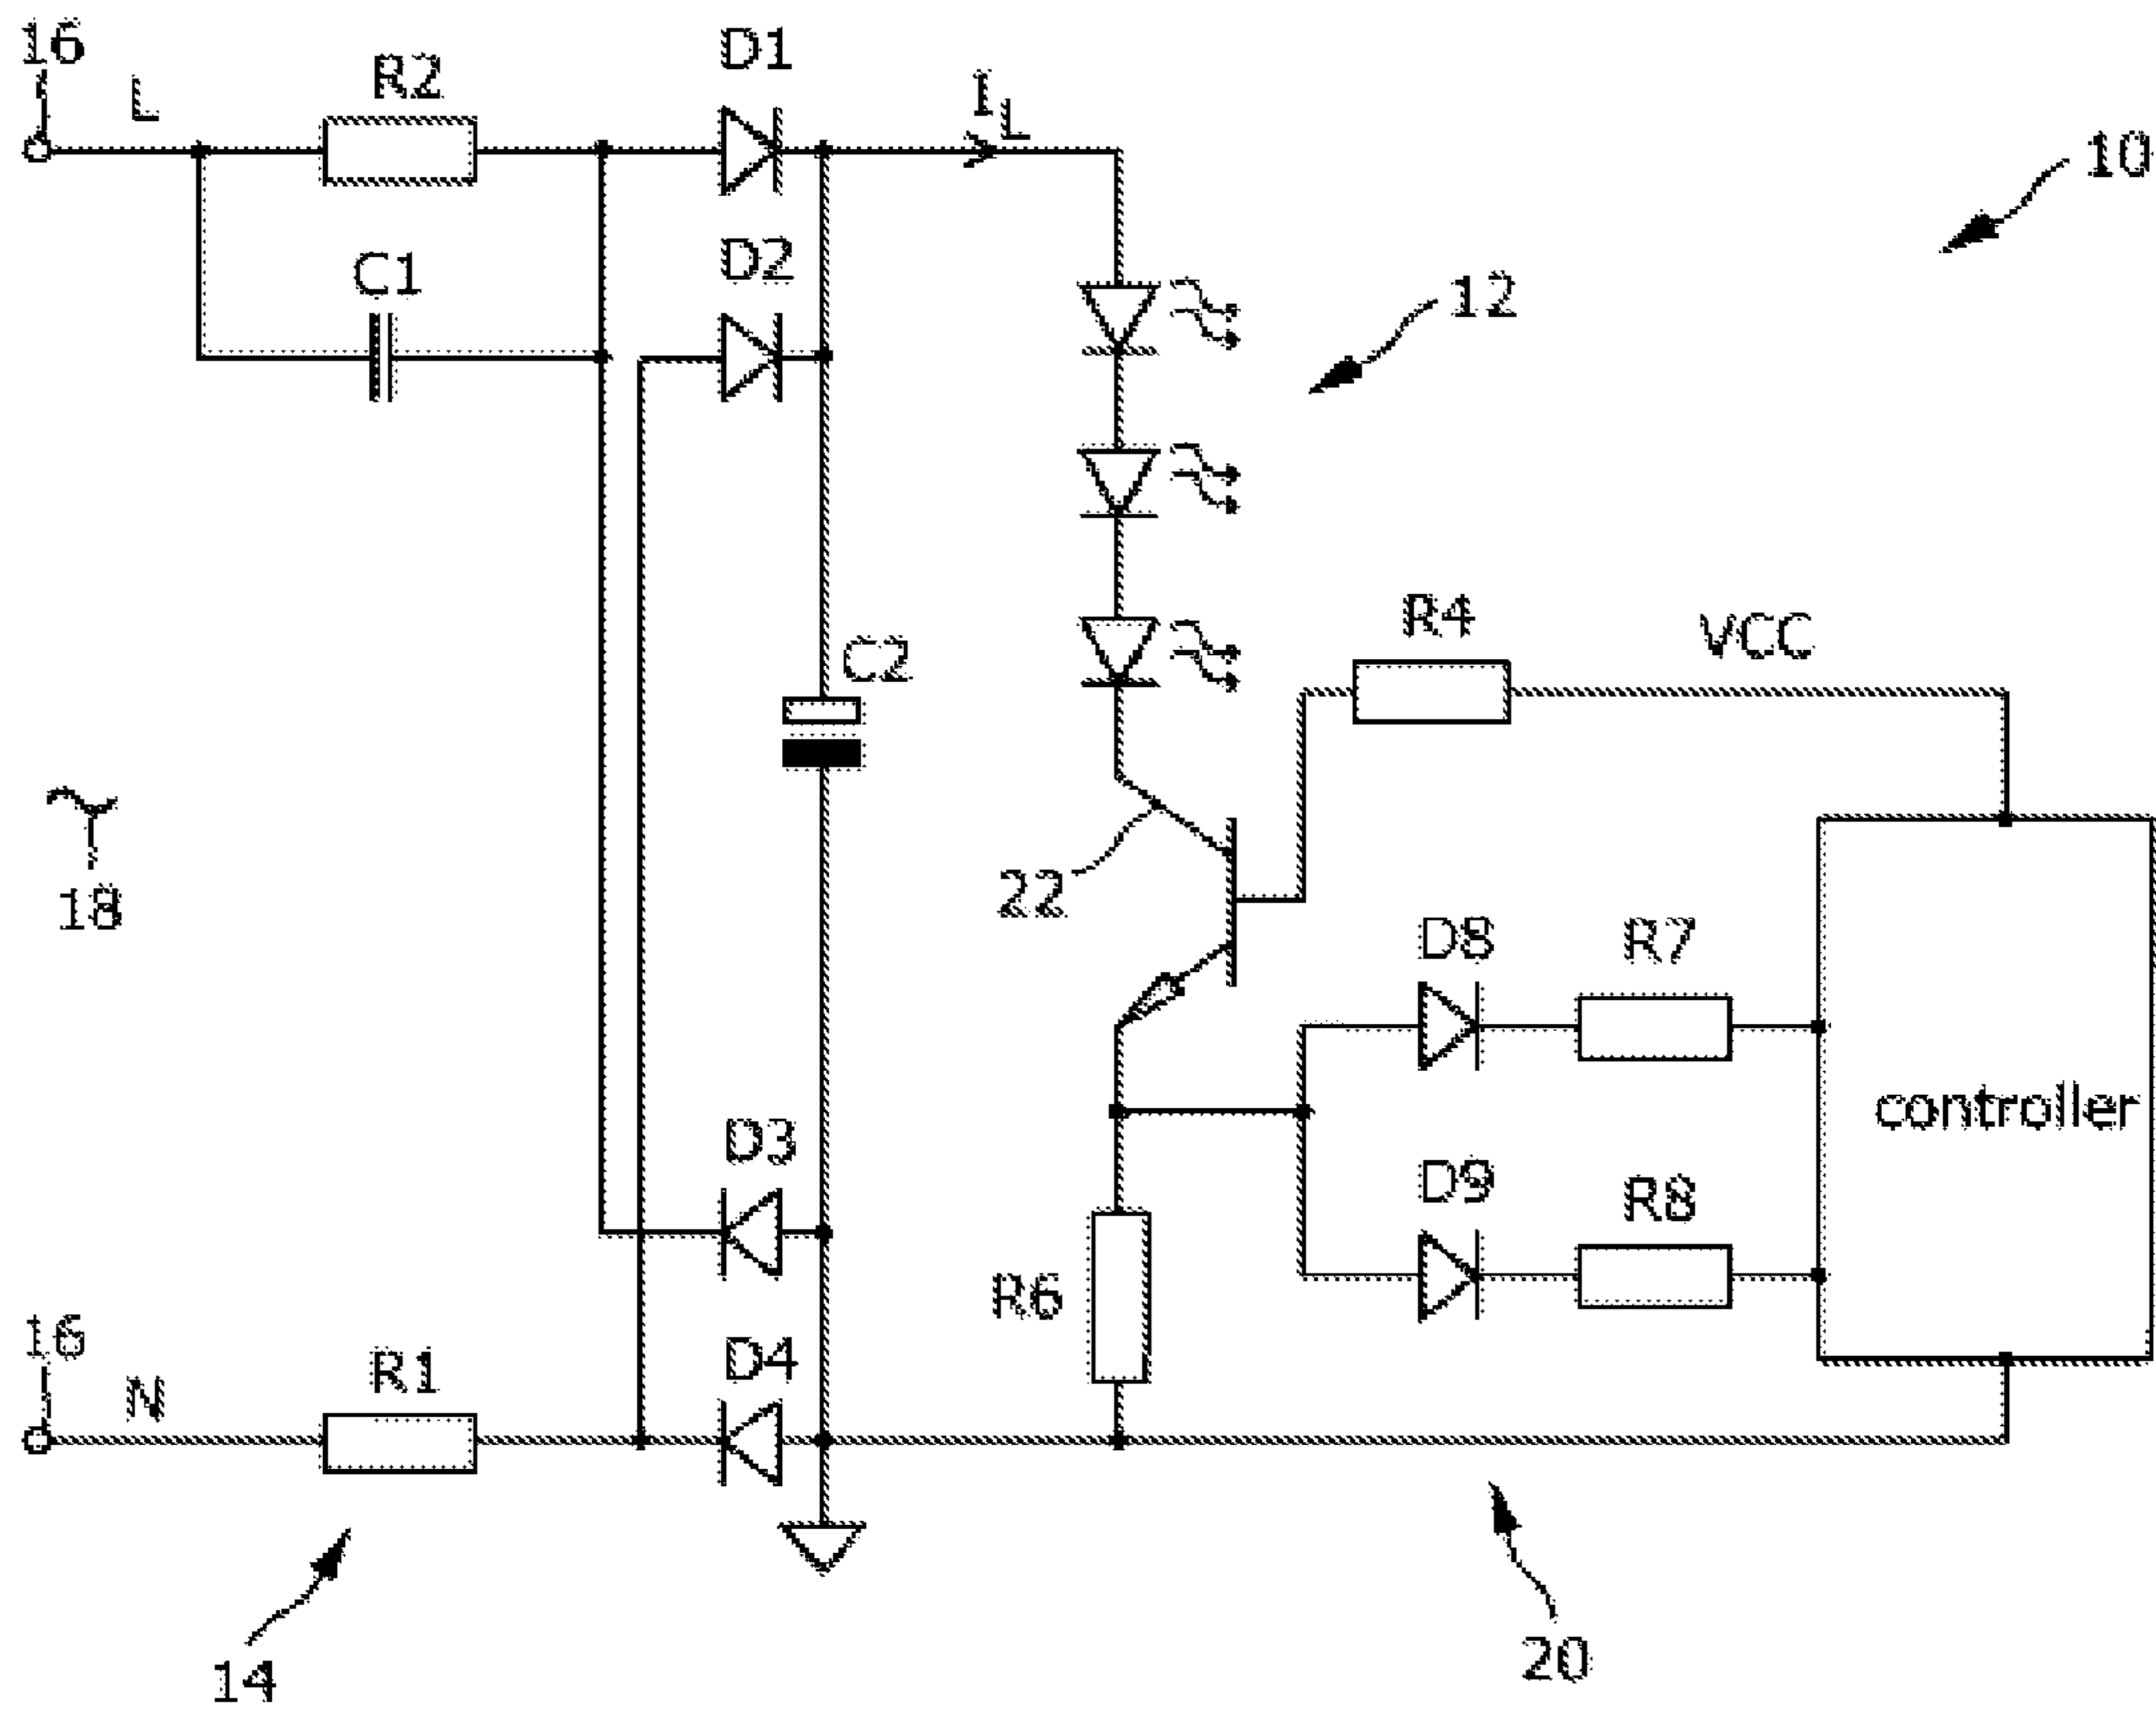 16
L
R2
D1
I_L
10
C1
D2
12
C2
R4
VCC
18
22
D8
R7
controller
D3
D9
R8
R6
16
N
R1
D4
14
20